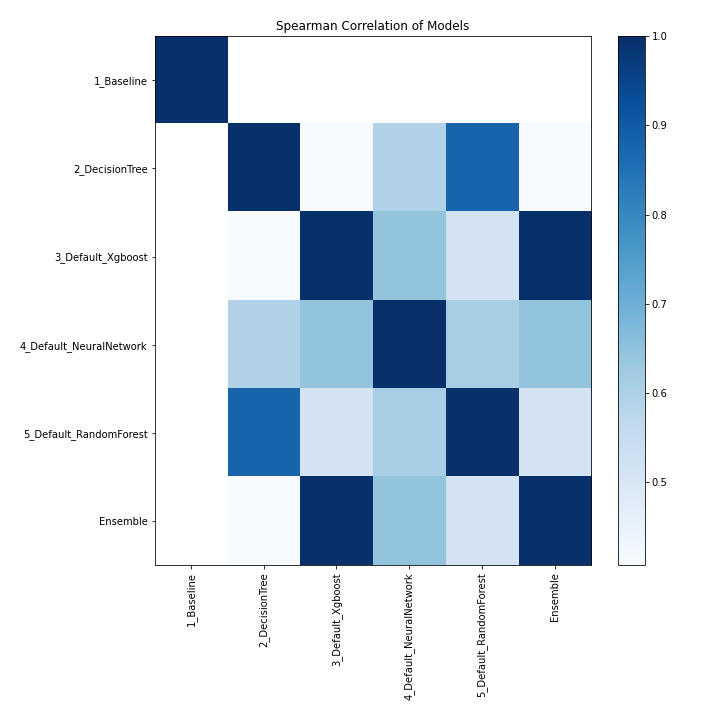 Spearman Correlation of Models
1_Baseline
2_DecisionTree
3_Default_Xgboost
4_Default_NeuralNetwork
5_Default_RandomForest
Ensemble
1_Baseline
2_DecisionTree
3_Default_Xgboost
4_Default_NeuralNetwork
5_Default_RandomForest
Ensemble
1.0
0.9
0.8
0.7
0.6
0.5